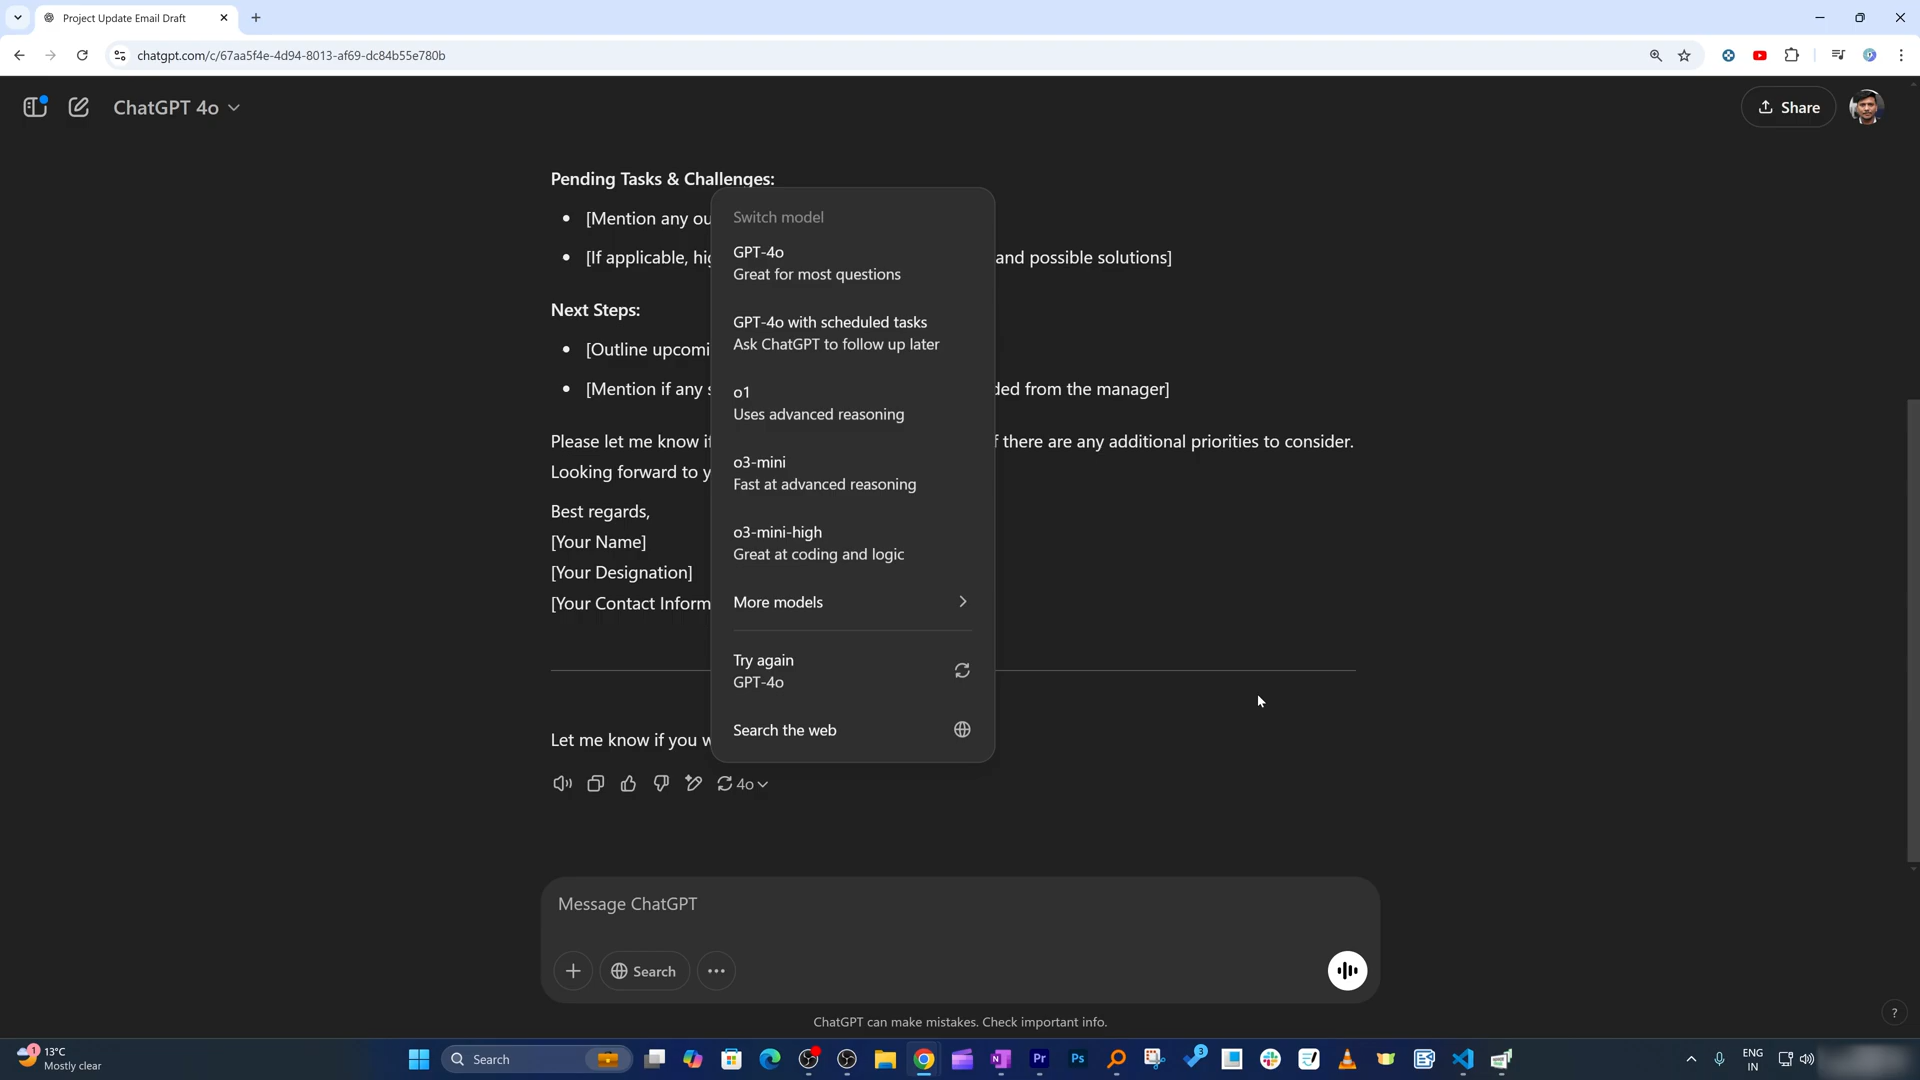 Project Update Email Draft
chatgpt.com/c/67aa5f4e-4d94-8013-af69-dc84b55e780b
ChatGPT 4o
Share
Pending Tasks & Challenges:
[Mention any ou
[If applicable, hig and possible solutions]
Next Steps:
[Outline upcomi
[Mention if any s ded from the manager]
Please let me know if f there are any additional priorities to consider.
Looking forward to y
Best regards,
[Your Name]
[Your Designation]
[Your Contact Inform
Let me know if you w
Switch model
GPT-4o
Great for most questions
GPT-4o with scheduled tasks
Ask ChatGPT to follow up later
o1
Uses advanced reasoning
o3-mini
Fast at advanced reasoning
o3-mini-high
Great at coding and logic
More models
Try again
GPT-4o
Search the web
4o
Message ChatGPT
Search
ChatGPT can make mistakes. Check important info.
?
1
13°C
Mostly clear
Search
Pr
Ps
3
ENG
IN